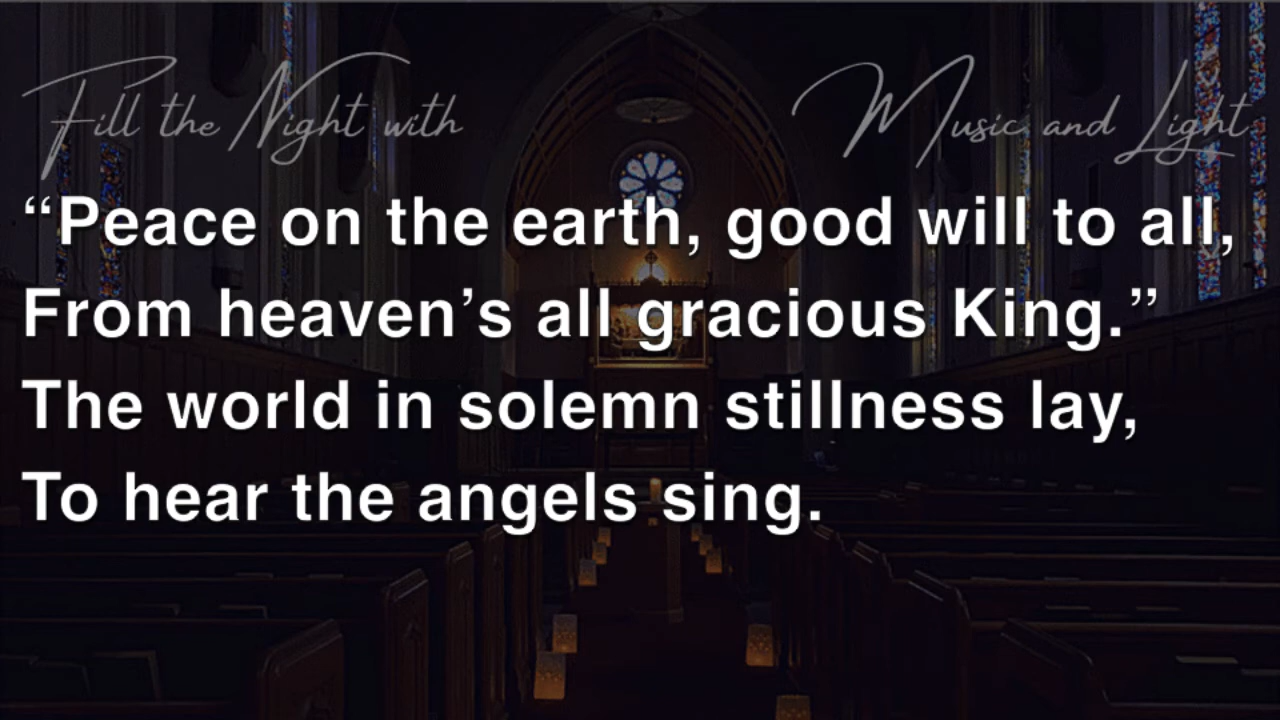 Fill the Night with Music and Light
“Peace on the earth, good will to all,
From heaven’s all gracious King.”
The world in solemn stillness lay,
To hear the angels sing.